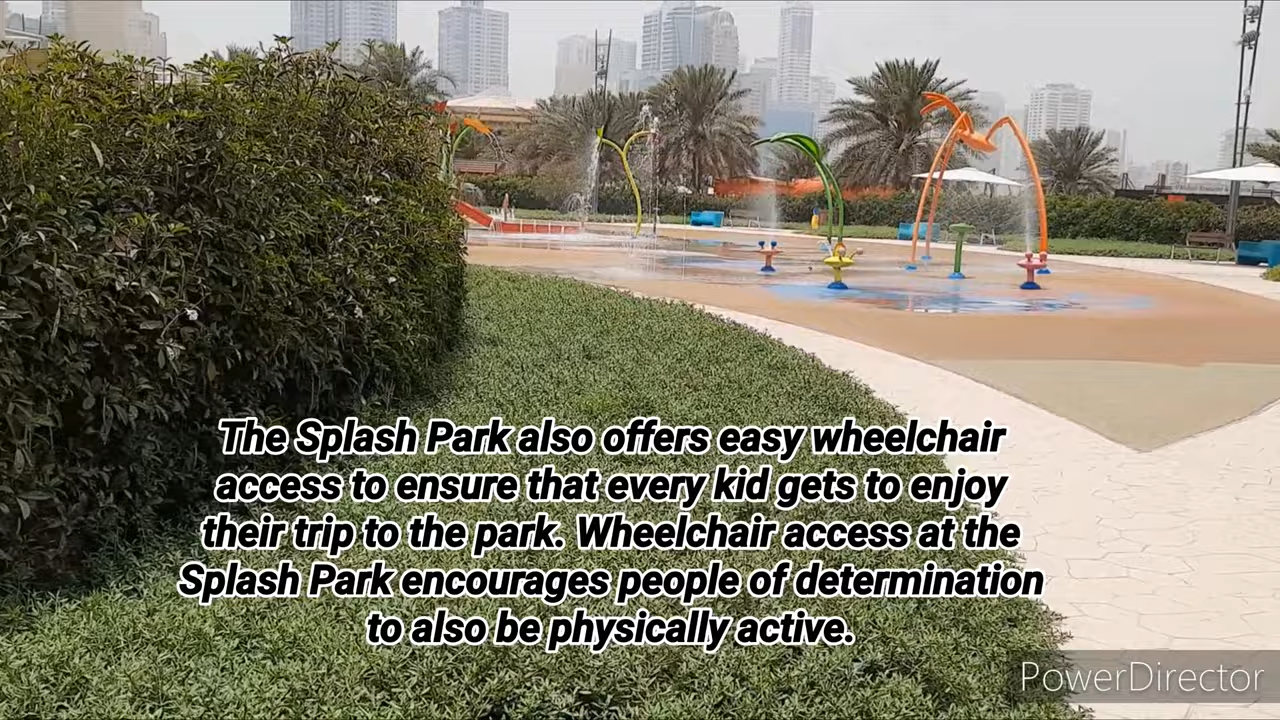 The Splash Park also offers easy wheelchair
access to ensure that every kid gets to enjoy
their trip to the park. Wheelchair access at the
Splash Park encourages people of determination
to also be physically active.
PowerDirector